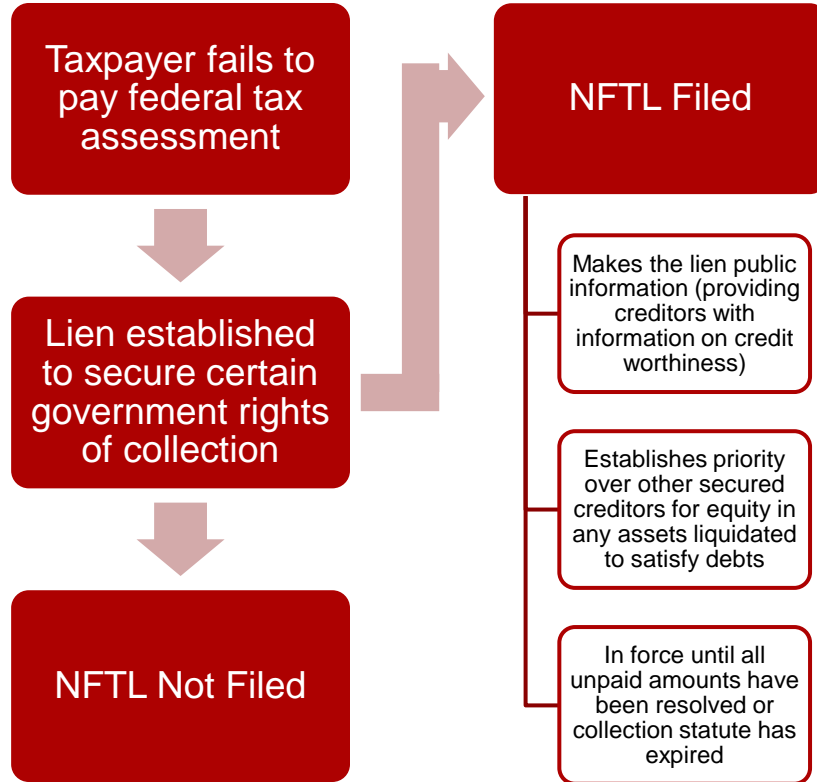 Taxpayer fails to
pay federal tax
assessment
Lien established
to secure certain
government rights
of collection
NFTL Not Filed
NFTL Filed
Makes the lien public
information (providing
creditors with
information on credit
worthiness)
Establishes priority
over other secured
creditors for equity in
any assets liquidated
to satisfy debts
In force until all
unpaid amounts have
been resolved or
collection statute has
expired